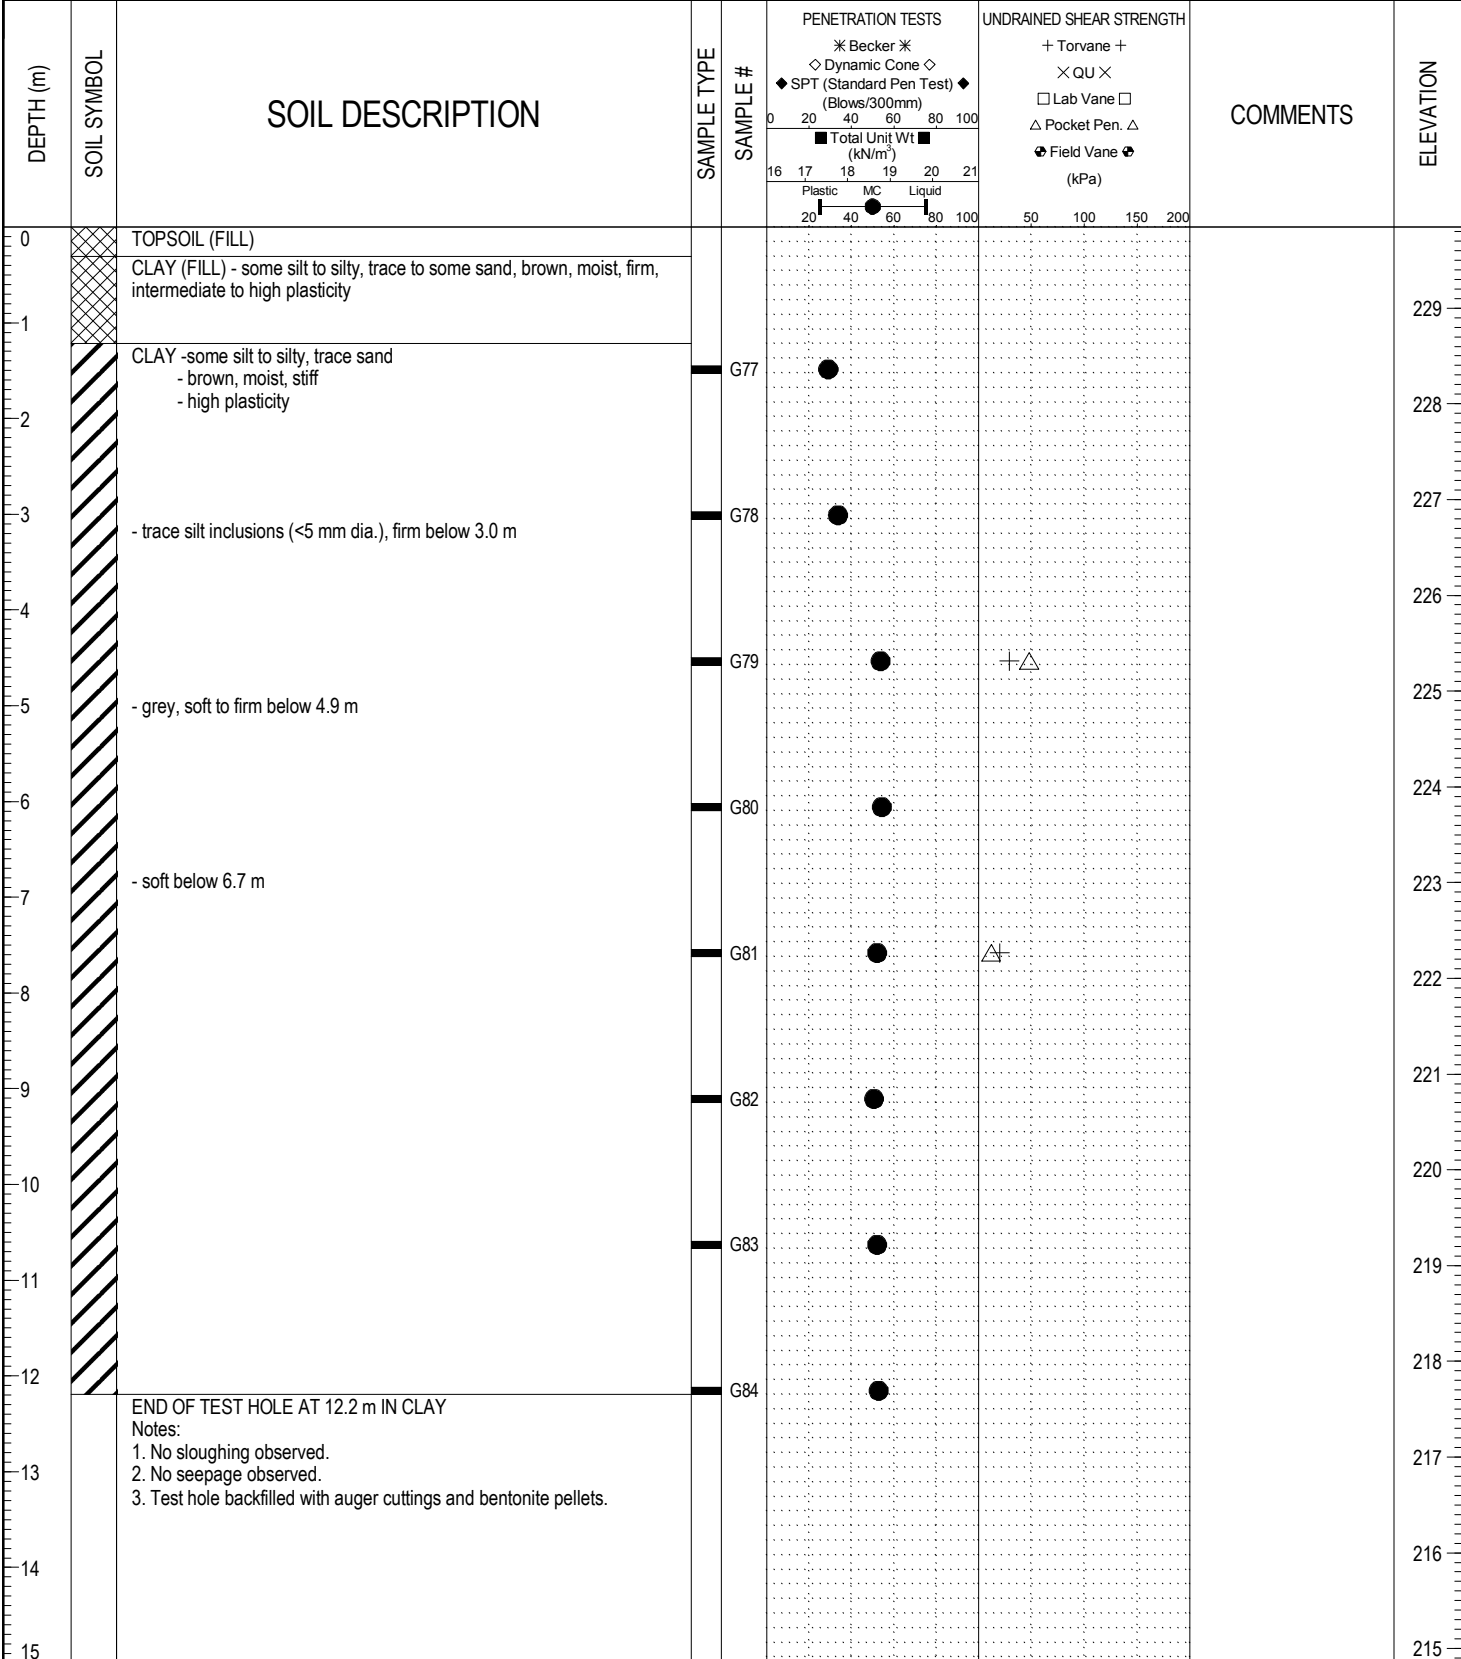 DEPTH (m)
SOIL SYMBOL
SOIL DESCRIPTION
SAMPLE TYPE
SAMPLE #
PENETRATION TESTS
✳ Becker ✳
◇ Dynamic Cone ◇
◆ SPT (Standard Pen Test) ◆
(Blows/300mm)
0 20 40 60 80 100
■ Total Unit Wt ■
(kN/m³)
16 17 18 19 20 21
Plastic MC Liquid
20 40 60 80 100
UNDRAINED SHEAR STRENGTH
+ Torvane +
× QU ×
□ Lab Vane □
△ Pocket Pen. △
Field Vane
(kPa)
50 100 150 200
COMMENTS
ELEVATION
0
TOPSOIL (FILL)
CLAY (FILL) - some silt to silty, trace to some sand, brown, moist, firm,
intermediate to high plasticity
229
1
CLAY -some silt to silty, trace sand
G77
- brown, moist, stiff
- high plasticity
228
2
227
3
G78
- trace silt inclusions (<5 mm dia.), firm below 3.0 m
226
4
G79
225
5
- grey, soft to firm below 4.9 m
224
6
G80
- soft below 6.7 m
223
7
G81
222
8
221
9
G82
220
10
G83
219
11
218
12
G84
END OF TEST HOLE AT 12.2 m IN CLAY
Notes:
1. No sloughing observed.
217
13
2. No seepage observed.
3. Test hole backfilled with auger cuttings and bentonite pellets.
216
14
215
15